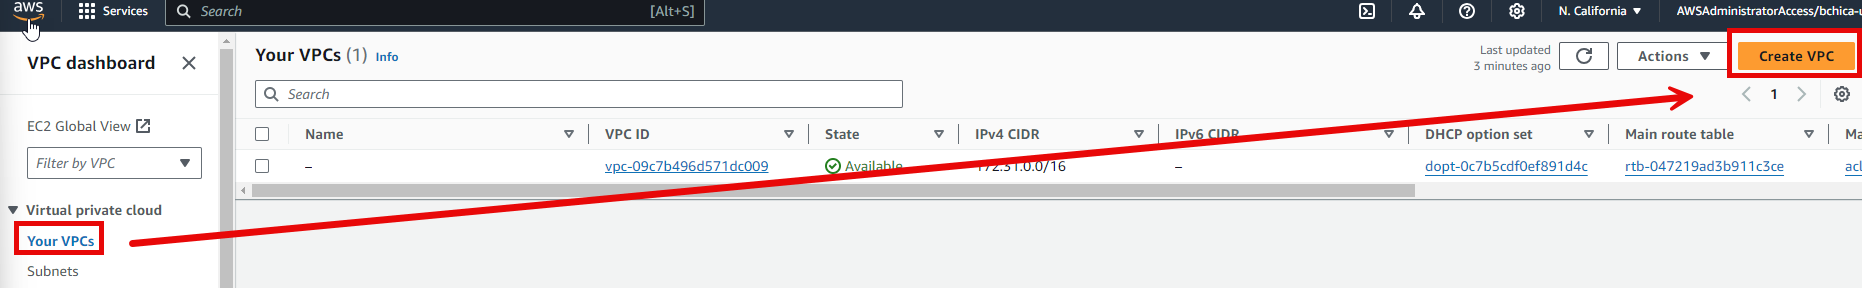 aws
Services
Search
[Alt+S]
N. California
AWSAdministratorAccess/bchica-u
VPC dashboard
EC2 Global View
Filter by VPC
Virtual private cloud
Your VPCs
Subnets
Your VPCs (1) Info
Last updated
3 minutes ago
Actions
Create VPC
Search
1
Name VPC ID State IPv4 CIDR IPv6 CIDR DHCP option set Main route table Ma
– vpc-09c7b496d571dc009 Available 172.31.0.0/16 – dopt-0c7b5cdf0ef891d4c rtb-047219ad3b911c3ce acl